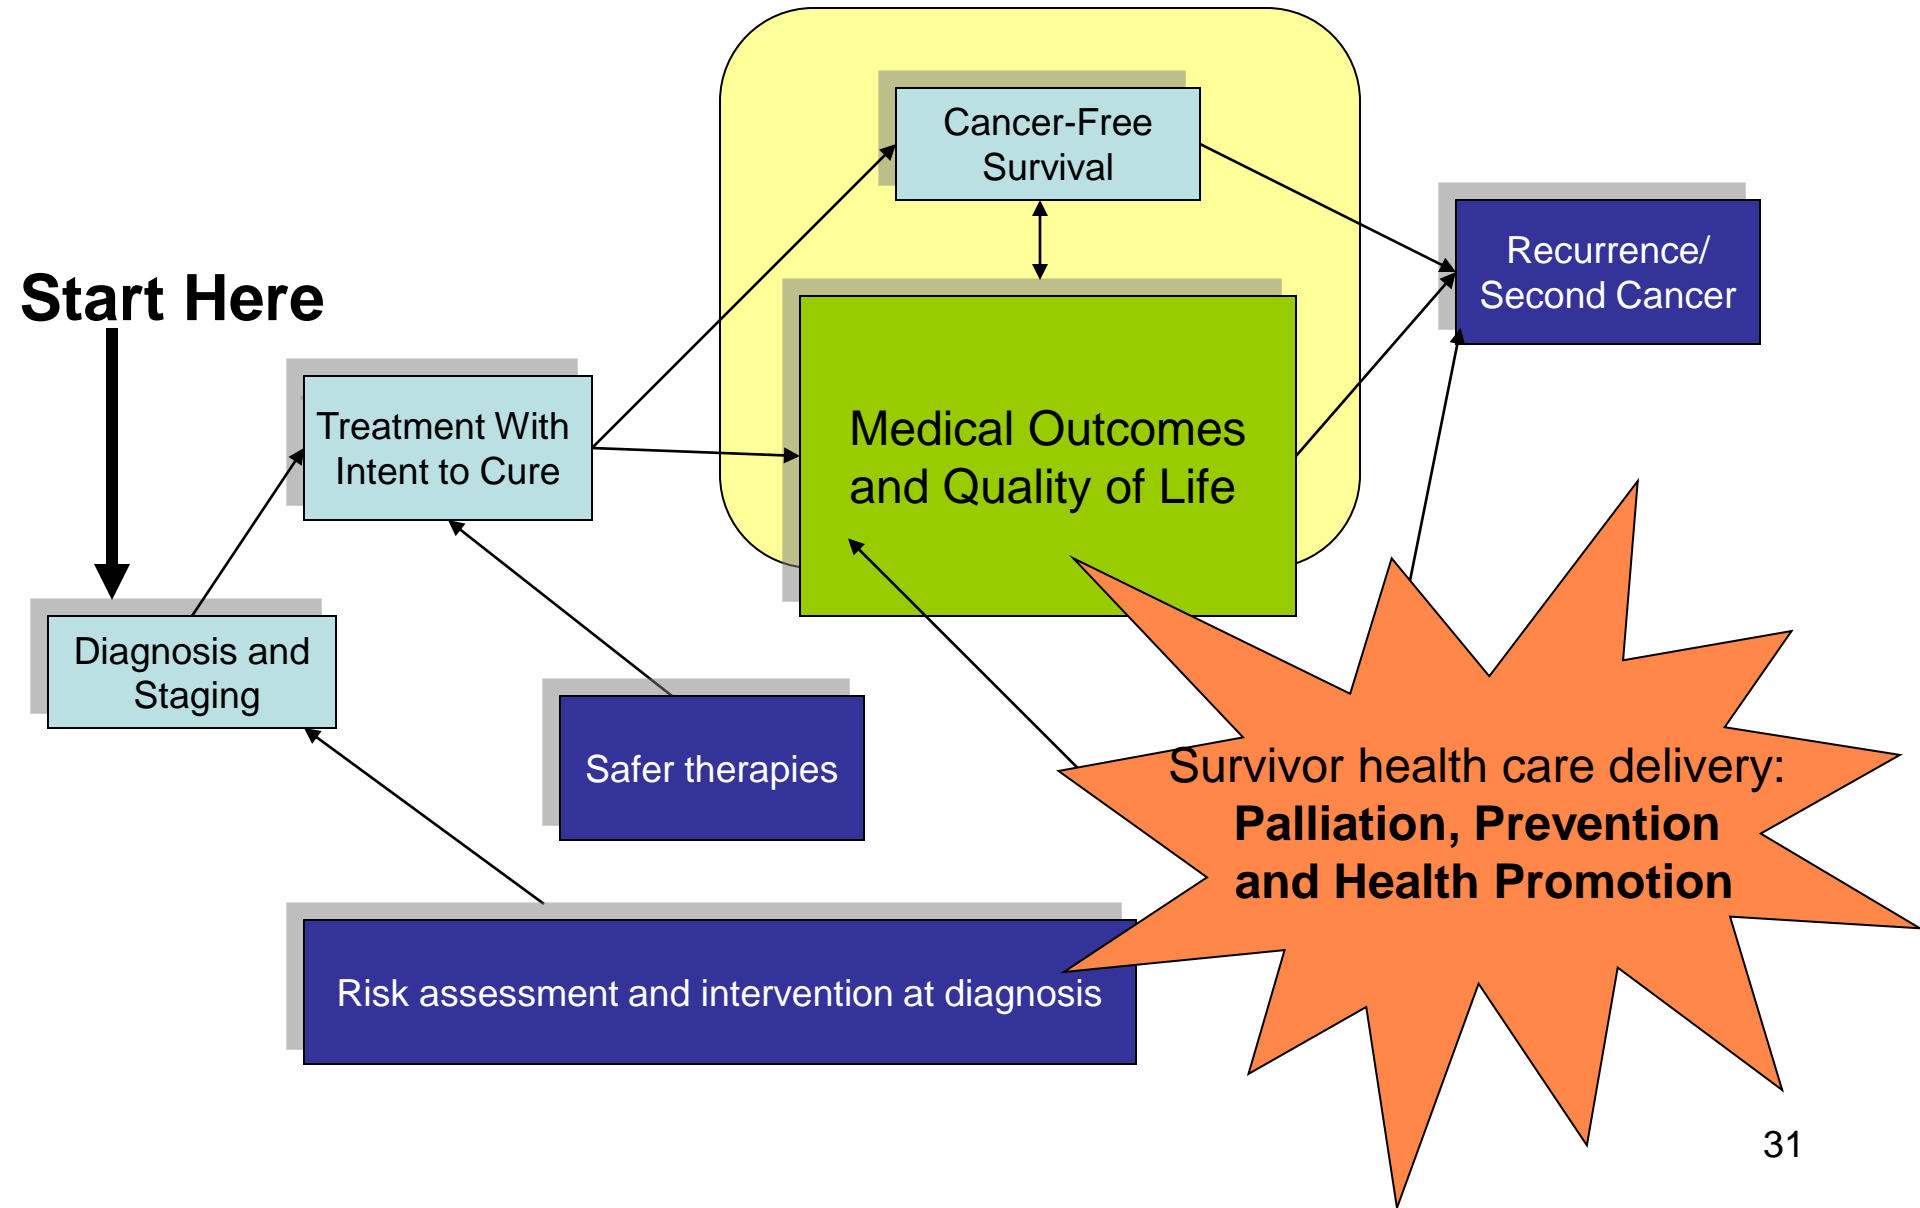 Cancer-Free
Survival
Recurrence/
Second Cancer
Start Here
Treatment With
Intent to Cure
Medical Outcomes
and Quality of Life
Diagnosis and
Staging
Safer therapies
Survivor health care delivery:
Palliation, Prevention
and Health Promotion
Risk assessment and intervention at diagnosis
31